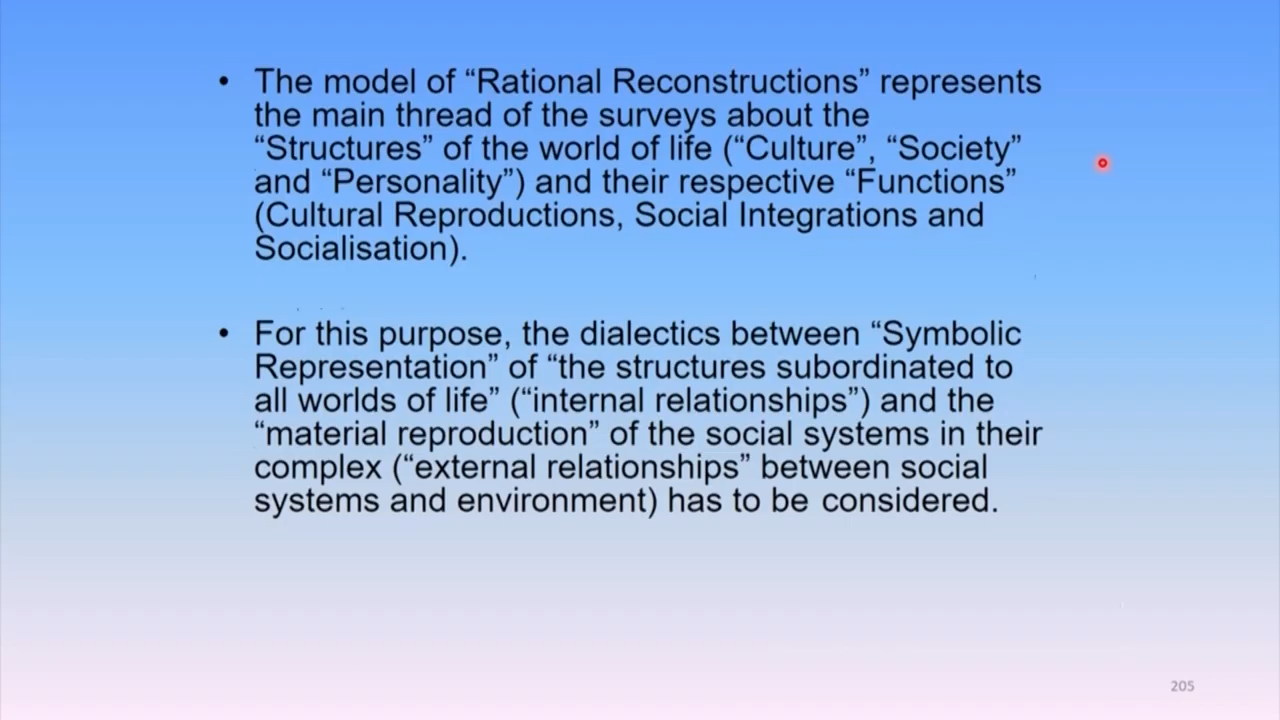 • The model of “Rational Reconstructions” represents
the main thread of the surveys about the
“Structures” of the world of life (“Culture”, “Society”
and “Personality”) and their respective “Functions”
(Cultural Reproductions, Social Integrations and
Socialisation).
• For this purpose, the dialectics between “Symbolic
Representation” of “the structures subordinated to
all worlds of life” (“internal relationships”) and the
“material reproduction” of the social systems in their
complex (“external relationships” between social
systems and environment) has to be considered.
205